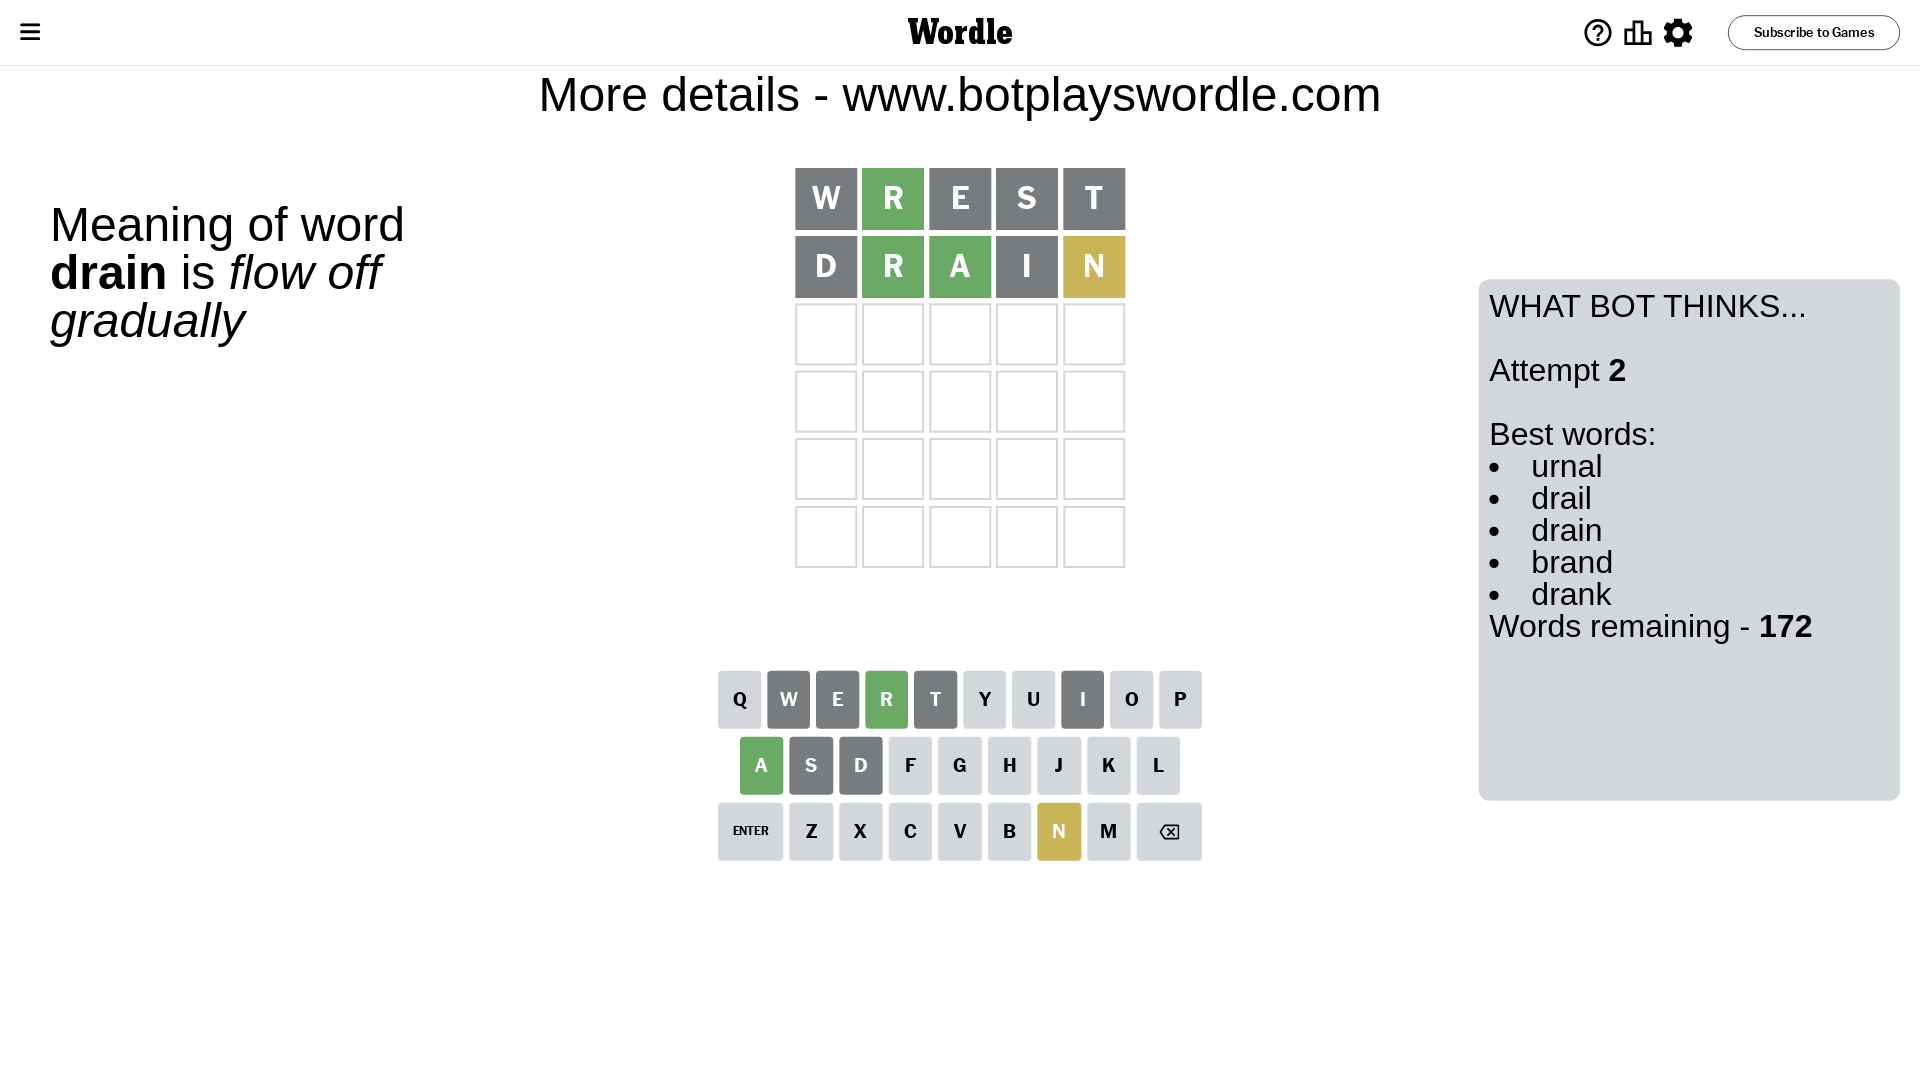 Wordle
Subscribe to Games
More details - www.botplayswordle.com
Meaning of word
drain is flow off
gradually
W R E S T
D R A I N
WHAT BOT THINKS...
Attempt 2
Best words:
• urnal
• drail
• drain
• brand
• drank
Words remaining - 172
Q W E R T Y U I O P
A S D F G H J K L
ENTER Z X C V B N M